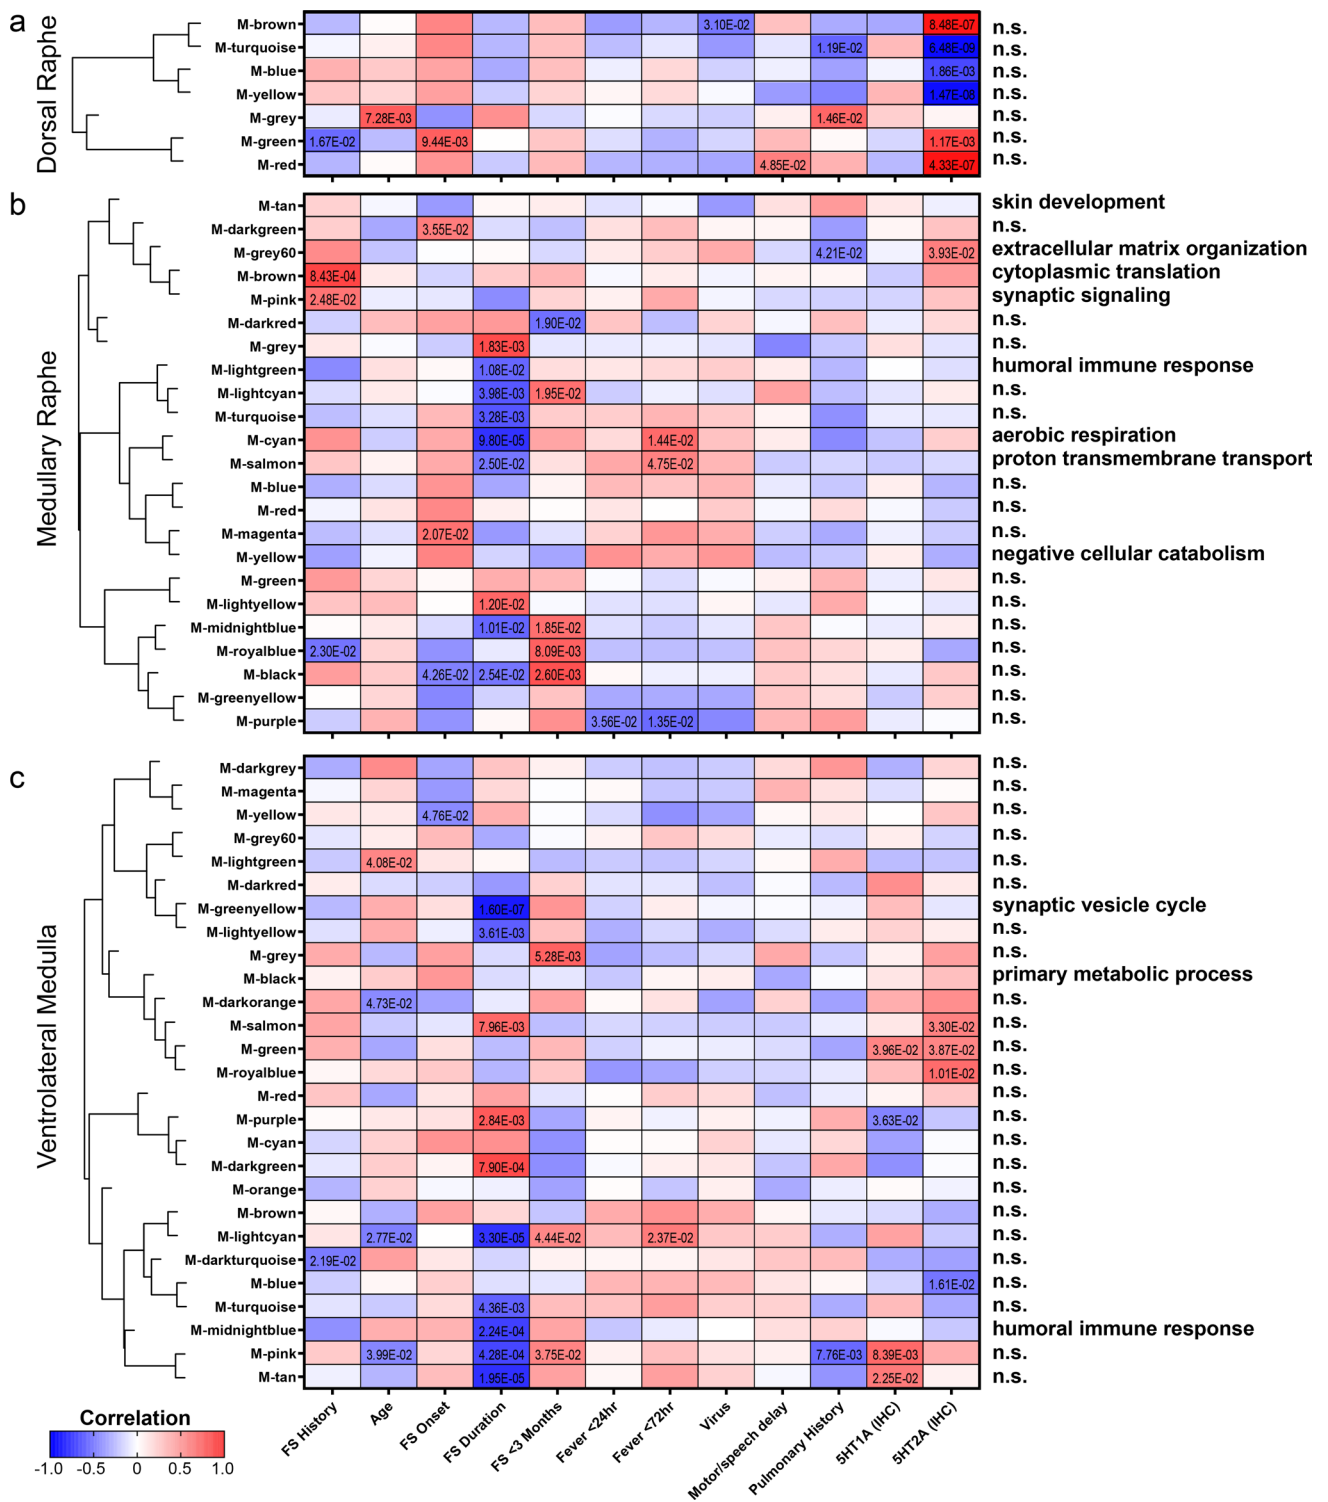 a
Dorsal Raphe
M-brown 3.10E-02 8.48E-07 n.s.
M-turquoise 1.19E-02 6.48E-09 n.s.
M-blue 1.86E-03 n.s.
M-yellow 1.47E-06 n.s.
M-grey 7.28E-03 1.46E-02 n.s.
M-green 1.67E-02 9.44E-03 1.17E-03 n.s.
M-red 4.85E-02 4.33E-07 n.s.
b
Medullary Raphe
M-tan skin development
M-darkgreen 3.55E-02 n.s.
M-grey60 4.21E-02 3.93E-02 extracellular matrix organization
M-brown 8.43E-04 cytoplasmic translation
M-pink 2.48E-02 synaptic signaling
M-darkred 1.90E-02 n.s.
M-grey 1.83E-03 n.s.
M-lightgreen 1.08E-02 humoral immune response
M-lightcyan 3.98E-03 1.95E-02 n.s.
M-turquoise 3.28E-03 n.s.
M-cyan 9.80E-05 1.44E-02 aerobic respiration
M-salmon 2.50E-02 4.75E-02 proton transmembrane transport
M-blue n.s.
M-red n.s.
M-magenta 2.07E-02 n.s.
M-yellow negative cellular catabolism
M-green n.s.
M-lightyellow 1.20E-02 n.s.
M-midnightblue 1.01E-02 1.85E-02 n.s.
M-royalblue 2.30E-02 8.09E-03 n.s.
M-black 4.26E-02 2.54E-02 2.60E-03 n.s.
M-greenyellow n.s.
M-purple 3.56E-02 1.35E-02 n.s.
c
Ventrolateral Medulla
M-darkgrey n.s.
M-magenta n.s.
M-yellow 4.76E-02 n.s.
M-grey60 n.s.
M-lightgreen 4.08E-02 n.s.
M-darkred n.s.
M-greenyellow 1.60E-07 synaptic vesicle cycle
M-lightyellow 3.61E-03 n.s.
M-grey 5.28E-03 n.s.
M-black primary metabolic process
M-darkorange 4.73E-02 n.s.
M-salmon 7.96E-03 3.30E-02 n.s.
M-green 3.96E-02 3.87E-02 n.s.
M-royalblue 1.01E-02 n.s.
M-red n.s.
M-purple 2.84E-03 3.63E-02 n.s.
M-cyan n.s.
M-darkgreen 7.90E-04 n.s.
M-orange n.s.
M-brown n.s.
M-lightcyan 2.77E-02 3.30E-05 4.44E-02 2.37E-02 n.s.
M-darkturquoise 2.19E-02 n.s.
M-blue 1.61E-02 n.s.
M-turquoise 4.36E-03 n.s.
M-midnightblue 2.24E-04 humoral immune response
M-pink 3.99E-02 4.28E-04 3.75E-02 7.76E-03 8.39E-03 n.s.
M-tan 1.95E-05 2.25E-02 n.s.
FS History Age FS Onset FS Duration FS <3 Months Fever <24hr Fever <72hr Virus Motor/speech delay Pulmonary History 5HT1A (IHC) 5HT2A (IHC)
Correlation
-1.0 -0.5 0 0.5 1.0